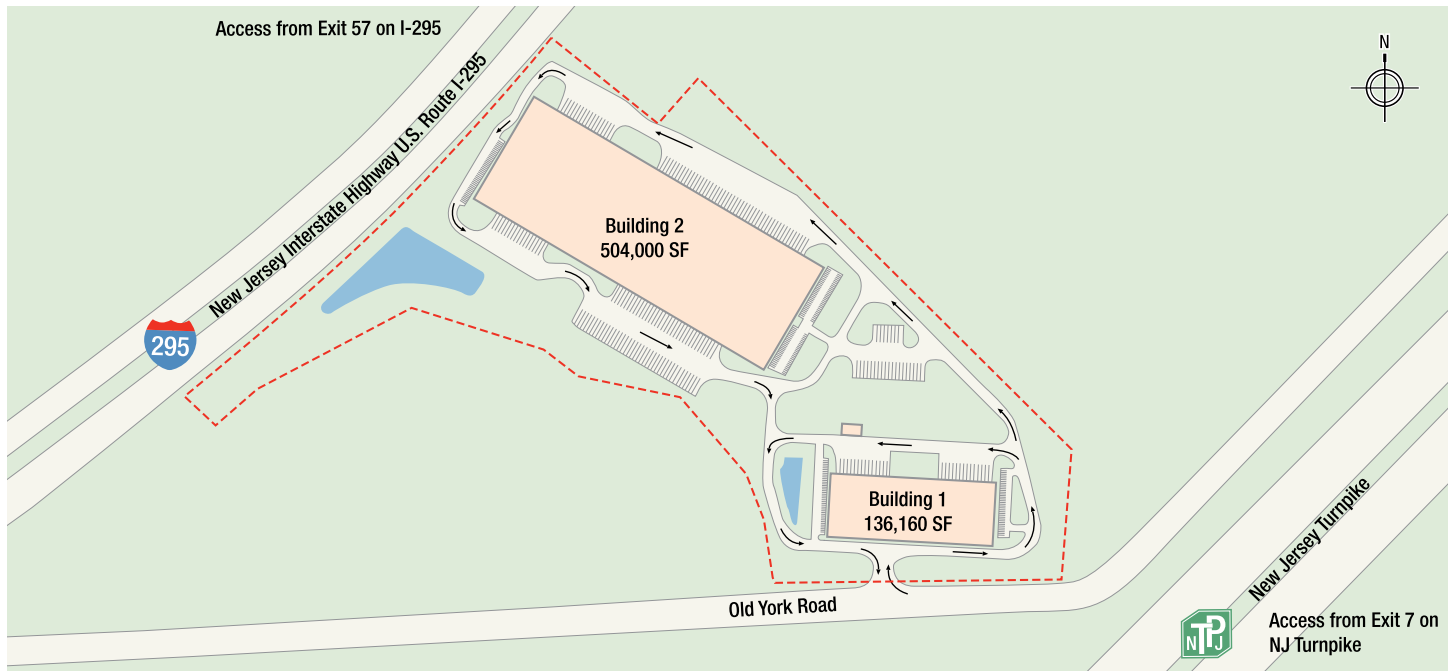 Access from Exit 57 on I-295
N
New Jersey Interstate Highway U.S. Route I-295
Building 2
504,000 SF
295
Building 1
136,160 SF
New Jersey Turnpike
Old York Road
NTPJ
Access from Exit 7 on
NJ Turnpike